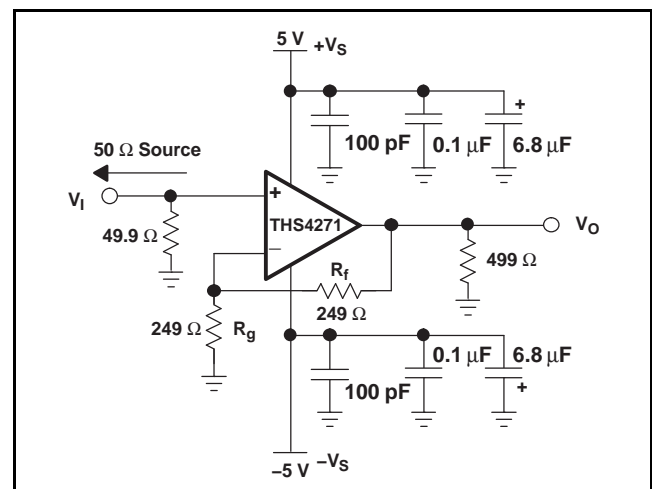 5 V +VS
+
100 pF 0.1 µF 6.8 µF
50 Ω Source
VI
+
THS4271
–
VO
49.9 Ω
Rf
499 Ω
249 Ω
249 Ω Rg
0.1 µF 6.8 µF
100 pF +
–5 V –VS